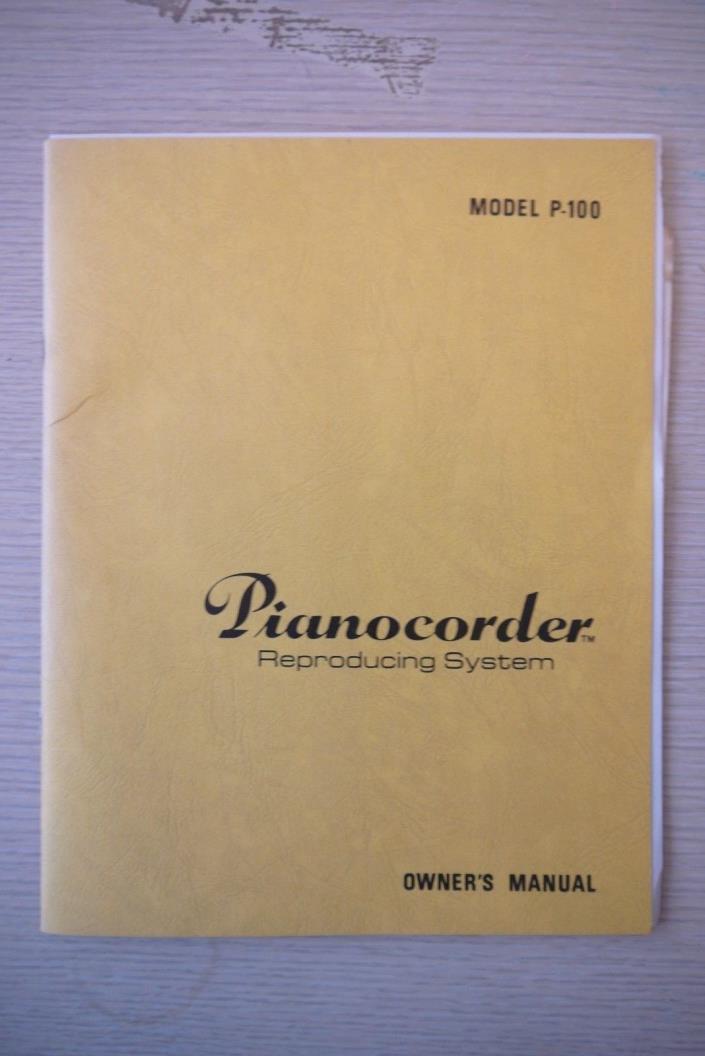 MODEL P-100
Pianocorder™
Reproducing System
OWNER'S MANUAL